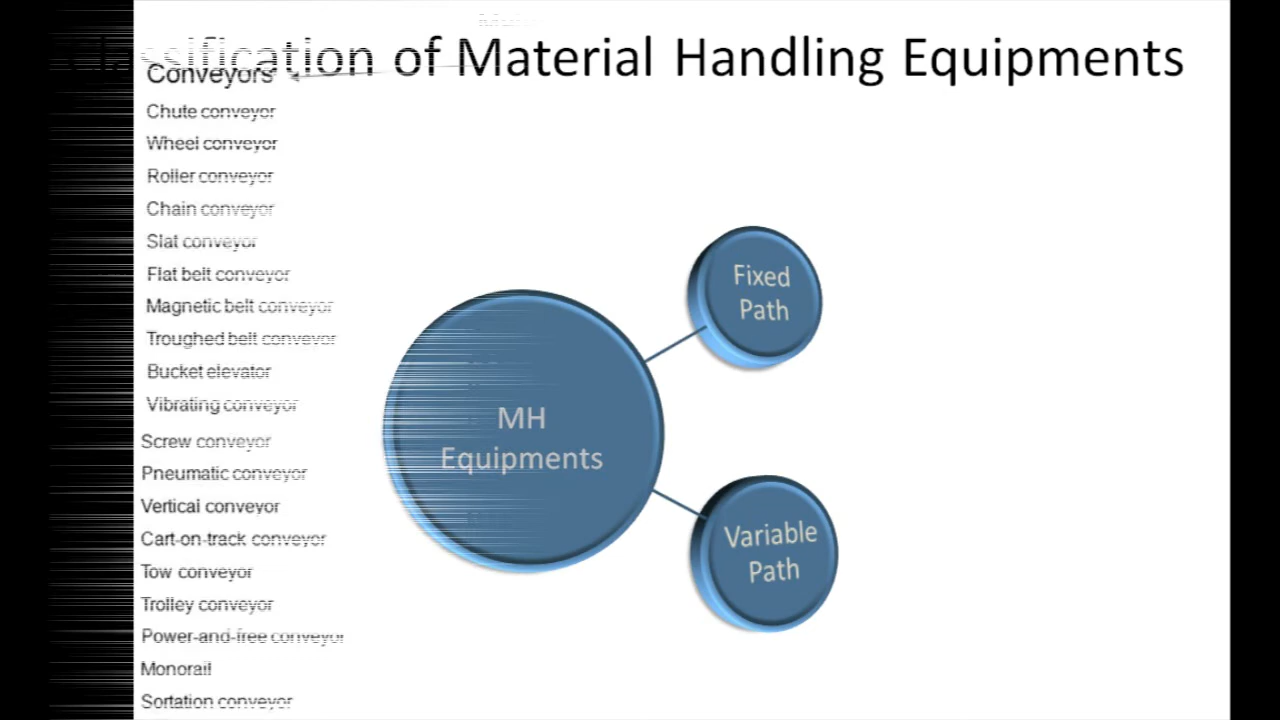 Classification of Material Handling Equipments
Conveyors
Chute conveyor
Wheel conveyor
Roller conveyor
Chain conveyor
Slat conveyor
Flat belt conveyor
Magnetic belt conveyor
Troughed belt conveyor
Bucket elevator
Vibrating conveyor
Screw conveyor
Pneumatic conveyor
Vertical conveyor
Cart-on-track conveyor
Tow conveyor
Trolley conveyor
Power-and-free conveyor
Monorail
Sortation conveyor
MH
Equipments
Fixed
Path
Variable
Path